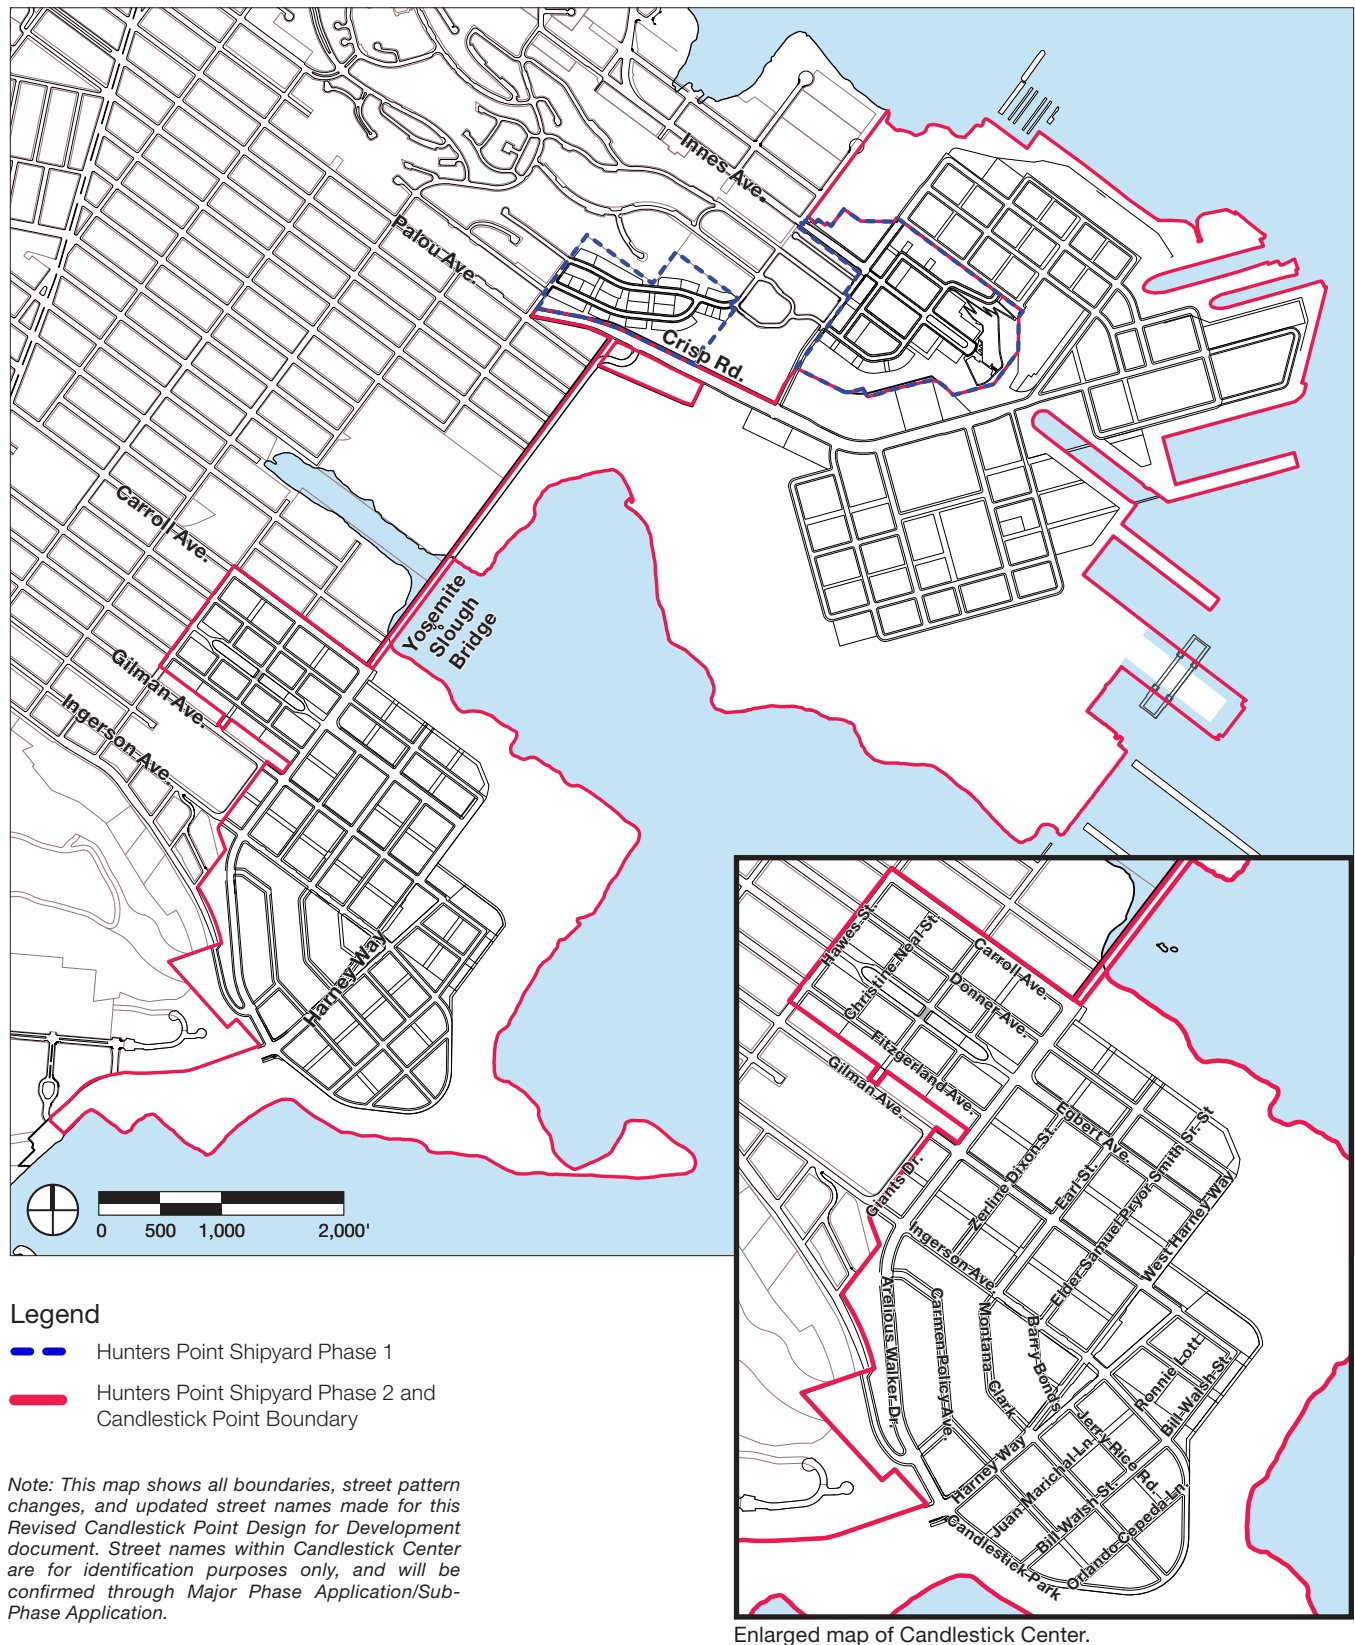 Innes Ave.
Palou Ave.
Crisp Rd.
Carroll Ave.
Yosemite
Slough
Bridge
Gilman Ave.
Ingerson Ave.
Harney Way
0 500 1,000 2,000'
Hawes St.
Christine Neal St.
Carroll Ave.
Donner Ave.
Fitzgerland Ave.
Gilman Ave.
Egbert Ave.
Giants Dr.
Zerline Dixon St.
Earl St.
Elder Samuel Pryor Smith Sr. St
West Harney Way
Ingerson Ave.
Arelious Walker Dr.
Carmen Policy Ave.
Montana Clark
Barry Bonds
Ronnie Lott
Bill Walsh St.
Jerry Rice Rd.
Harney Way
Juan Marichal Ln.
Bill Walsh St.
Orlando Cepeda Ln.
Candlestick Park
Legend
Hunters Point Shipyard Phase 1
Hunters Point Shipyard Phase 2 and
Candlestick Point Boundary
Note: This map shows all boundaries, street pattern
changes, and updated street names made for this
Revised Candlestick Point Design for Development
document. Street names within Candlestick Center
are for identification purposes only, and will be
confirmed through Major Phase Application/Sub-
Phase Application.
Enlarged map of Candlestick Center.